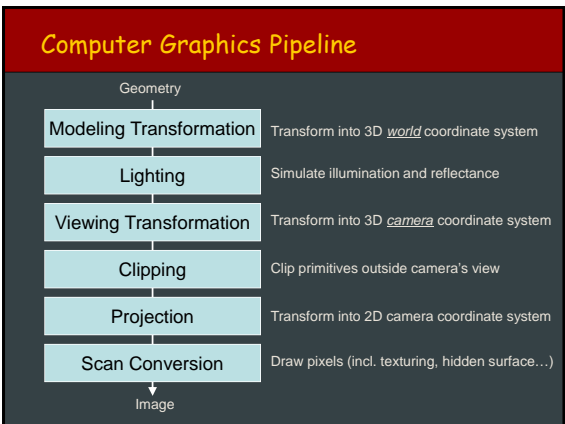 Computer Graphics Pipeline
Geometry
Modeling Transformation Transform into 3D world coordinate system
Lighting Simulate illumination and reflectance
Viewing Transformation Transform into 3D camera coordinate system
Clipping Clip primitives outside camera's view
Projection Transform into 2D camera coordinate system
Scan Conversion Draw pixels (incl. texturing, hidden surface…)
Image